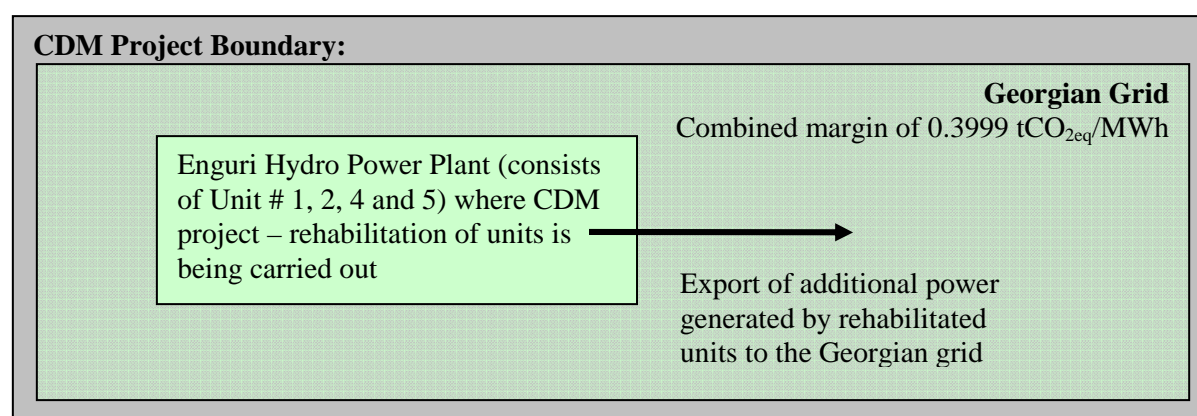 CDM Project Boundary:
Georgian Grid
Combined margin of 0.3999 tCO₂eq/MWh
Enguri Hydro Power Plant (consists
of Unit # 1, 2, 4 and 5) where CDM
project – rehabilitation of units is
being carried out
Export of additional power
generated by rehabilitated
units to the Georgian grid